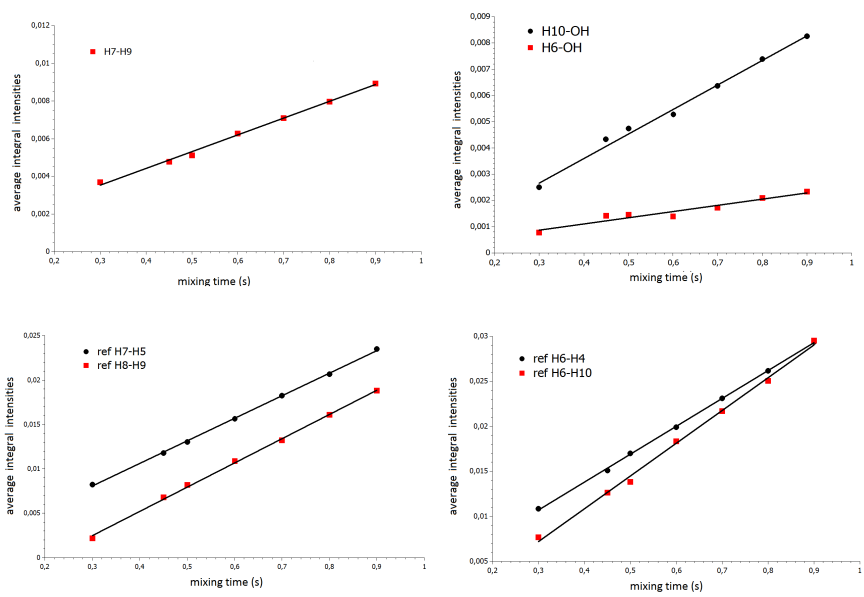 0,012
0,01
0,008
0,006
0,004
0,002
0
0,2 0,3 0,4 0,5 0,6 0,7 0,8 0,9 1
average integral intensities
mixing time (s)
H7-H9
0,009
0,008
0,007
0,006
0,005
0,004
0,003
0,002
0,001
0
0,2 0,3 0,4 0,5 0,6 0,7 0,8 0,9 1
average integral intensities
mixing time (s)
H10-OH
H6-OH
0,025
0,02
0,015
0,01
0,005
0
0,2 0,3 0,4 0,5 0,6 0,7 0,8 0,9 1
average integral intensities
mixing time (s)
ref H7-H5
ref H8-H9
0,03
0,025
0,02
0,015
0,01
0,005
0,2 0,3 0,4 0,5 0,6 0,7 0,8 0,9 1
average integral intensities
mixing time (s)
ref H6-H4
ref H6-H10